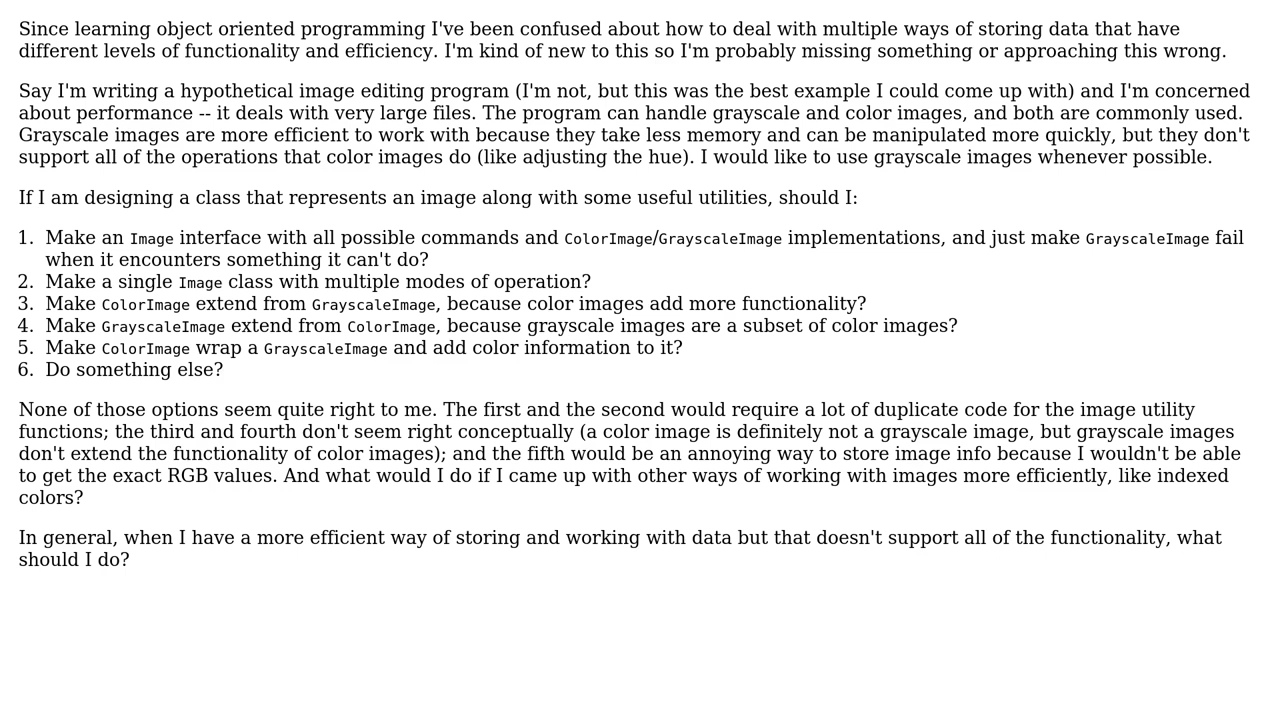 Since learning object oriented programming I've been confused about how to deal with multiple ways of storing data that have
different levels of functionality and efficiency. I'm kind of new to this so I'm probably missing something or approaching this wrong.
Say I'm writing a hypothetical image editing program (I'm not, but this was the best example I could come up with) and I'm concerned
about performance -- it deals with very large files. The program can handle grayscale and color images, and both are commonly used.
Grayscale images are more efficient to work with because they take less memory and can be manipulated more quickly, but they don't
support all of the operations that color images do (like adjusting the hue). I would like to use grayscale images whenever possible.
If I am designing a class that represents an image along with some useful utilities, should I:
1. Make an Image interface with all possible commands and ColorImage/GrayscaleImage implementations, and just make GrayscaleImage fail
when it encounters something it can't do?
2. Make a single Image class with multiple modes of operation?
3. Make ColorImage extend from GrayscaleImage, because color images add more functionality?
4. Make GrayscaleImage extend from ColorImage, because grayscale images are a subset of color images?
5. Make ColorImage wrap a GrayscaleImage and add color information to it?
6. Do something else?
None of those options seem quite right to me. The first and the second would require a lot of duplicate code for the image utility
functions; the third and fourth don't seem right conceptually (a color image is definitely not a grayscale image, but grayscale images
don't extend the functionality of color images); and the fifth would be an annoying way to store image info because I wouldn't be able
to get the exact RGB values. And what would I do if I came up with other ways of working with images more efficiently, like indexed
colors?
In general, when I have a more efficient way of storing and working with data but that doesn't support all of the functionality, what
should I do?